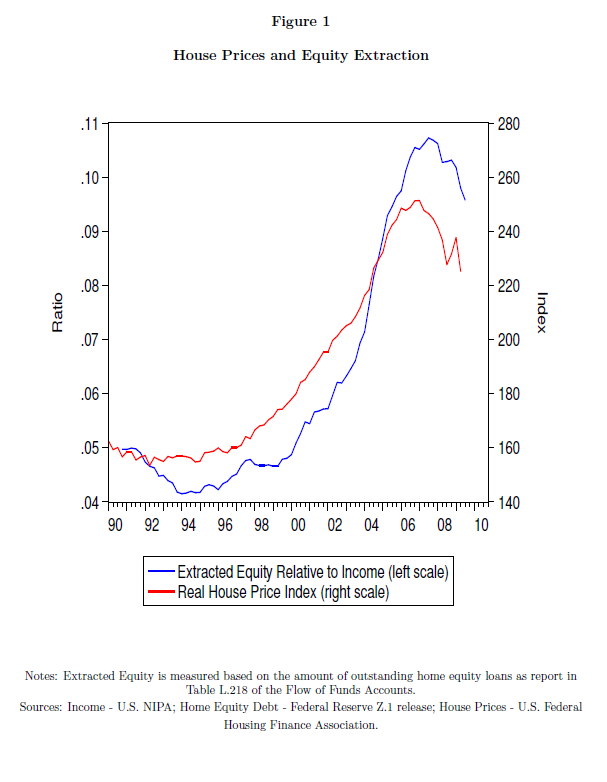 Figure 1
House Prices and Equity Extraction
.11
.10
.09
.08
.07
.06
.05
.04
280
260
240
220
200
180
160
140
Ratio
Index
90 92 94 96 98 00 02 04 06 08 10
Extracted Equity Relative to Income (left scale)
Real House Price Index (right scale)
Notes: Extracted Equity is measured based on the amount of outstanding home equity loans as report in
Table L.218 of the Flow of Funds Accounts.
Sources: Income - U.S. NIPA; Home Equity Debt - Federal Reserve Z.1 release; House Prices - U.S. Federal
Housing Finance Association.